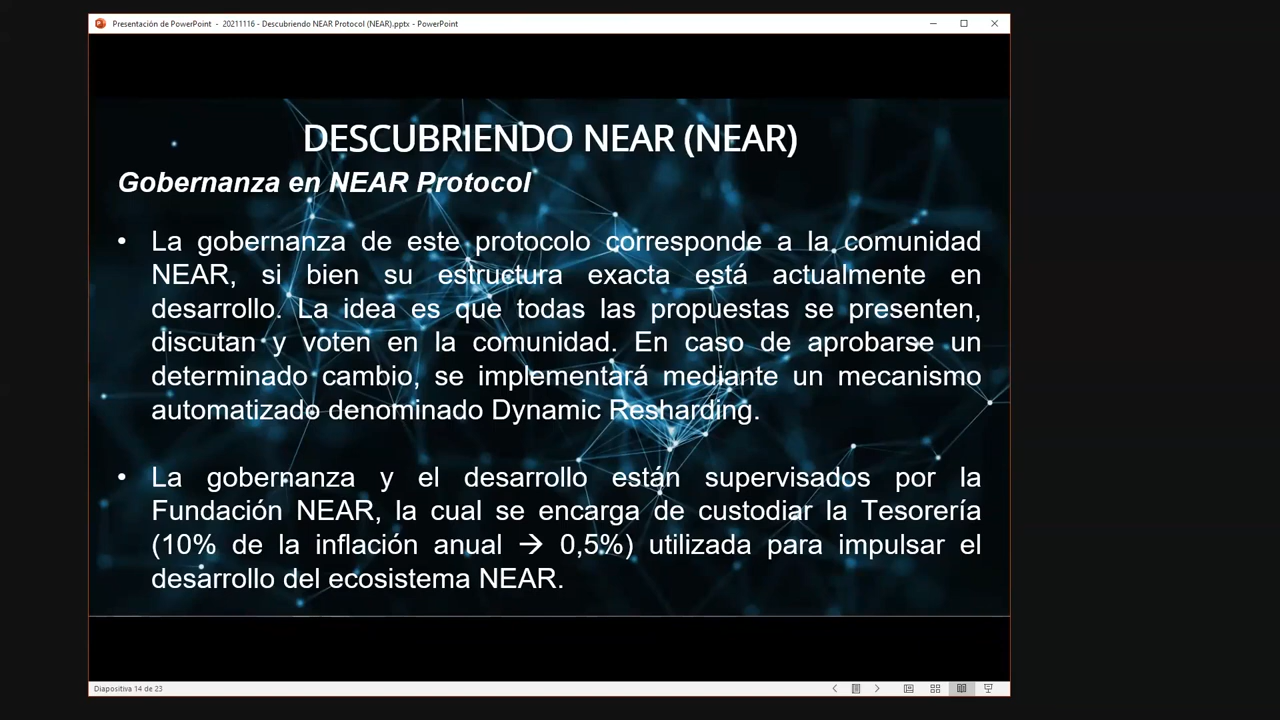 Presentación de PowerPoint - 20211116 - Descubriendo NEAR Protocol (NEAR).pptx - PowerPoint
DESCUBRIENDO NEAR (NEAR)
Gobernanza en NEAR Protocol
• La gobernanza de este protocolo corresponde a la comunidad
NEAR, si bien su estructura exacta está actualmente en
desarrollo. La idea es que todas las propuestas se presenten,
discutan y voten en la comunidad. En caso de aprobarse un
determinado cambio, se implementará mediante un mecanismo
automatizado denominado Dynamic Resharding.
• La gobernanza y el desarrollo están supervisados por la
Fundación NEAR, la cual se encarga de custodiar la Tesorería
(10% de la inflación anual → 0,5%) utilizada para impulsar el
desarrollo del ecosistema NEAR.
Diapositiva 14 de 23